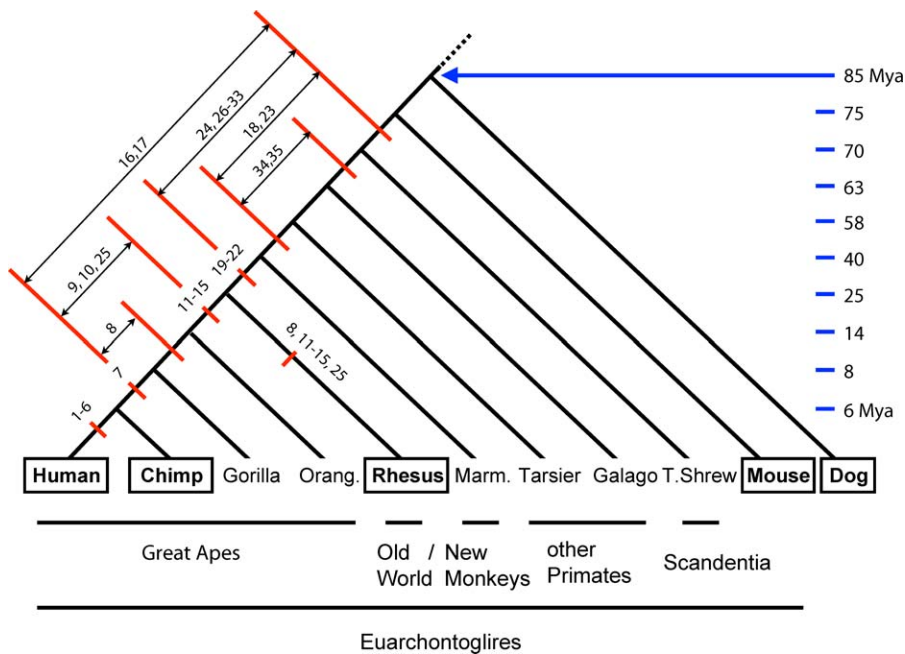 85 Mya
75
70
63
58
40
25
14
8
6 Mya
16,17
24, 26-33
18, 23
34,35
9, 10, 25
8
19-22
11-15
8, 11-15, 25
7
1-6
Human Chimp Gorilla Orang. Rhesus Marm. Tarsier Galago T.Shrew Mouse Dog
Great Apes
Old / New
World Monkeys
other
Primates
Scandentia
Euarchontoglires